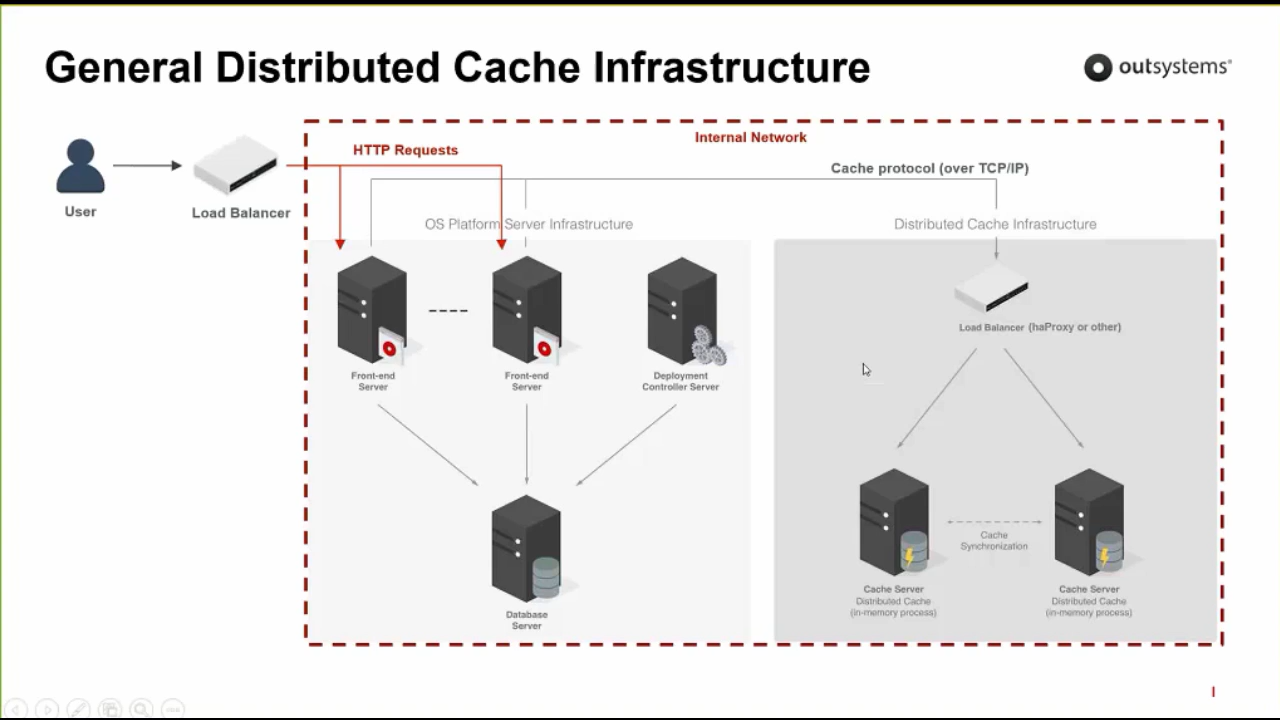 General Distributed Cache Infrastructure
outsystems
Internal Network
HTTP Requests
Cache protocol (over TCP/IP)
User
Load Balancer
OS Platform Server Infrastructure
Distributed Cache Infrastructure
Load Balancer (haProxy or other)
Front-end
Server
Front-end
Server
Deployment
Controller Server
Cache
Synchronization
Cache Server
Distributed Cache
(in-memory process)
Cache Server
Distributed Cache
(in-memory process)
Database
Server